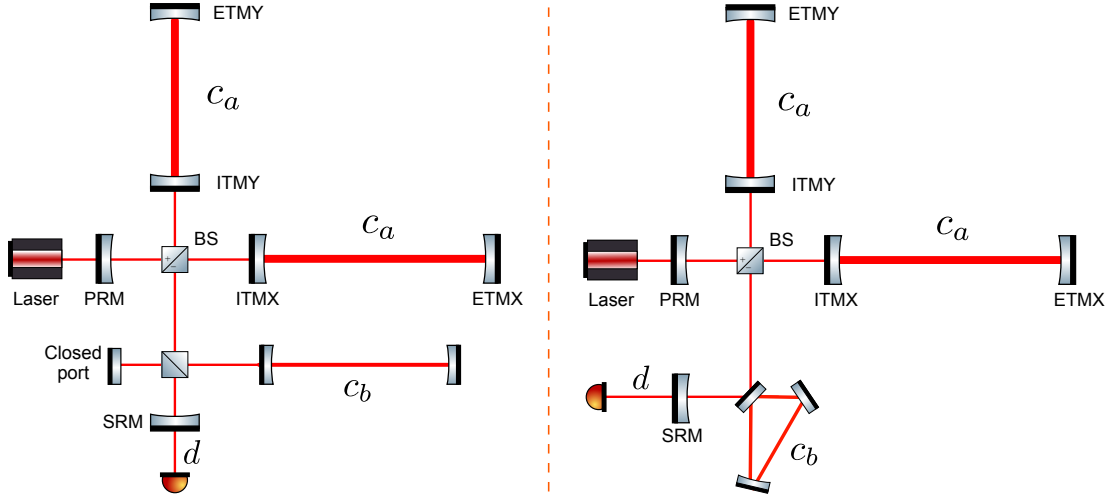 ETMY
c_a
ITMY
BS
c_a
+
−
Laser
PRM
ITMX
ETMX
Closed
port
c_b
SRM
d
ETMY
c_a
ITMY
BS
c_a
+
−
Laser
PRM
ITMX
ETMX
d
SRM
c_b